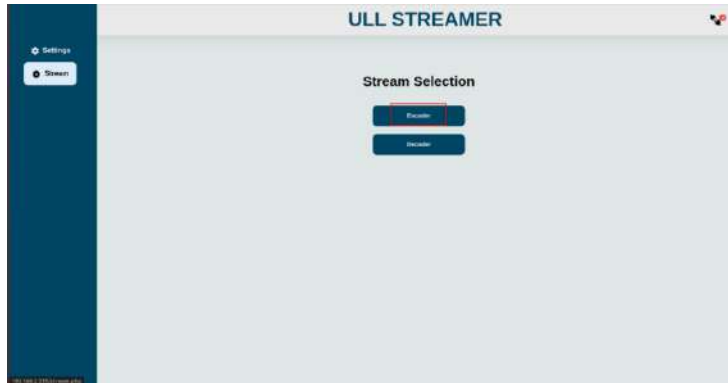 ULL STREAMER
Settings
Stream
Stream Selection
Encoder
Decoder